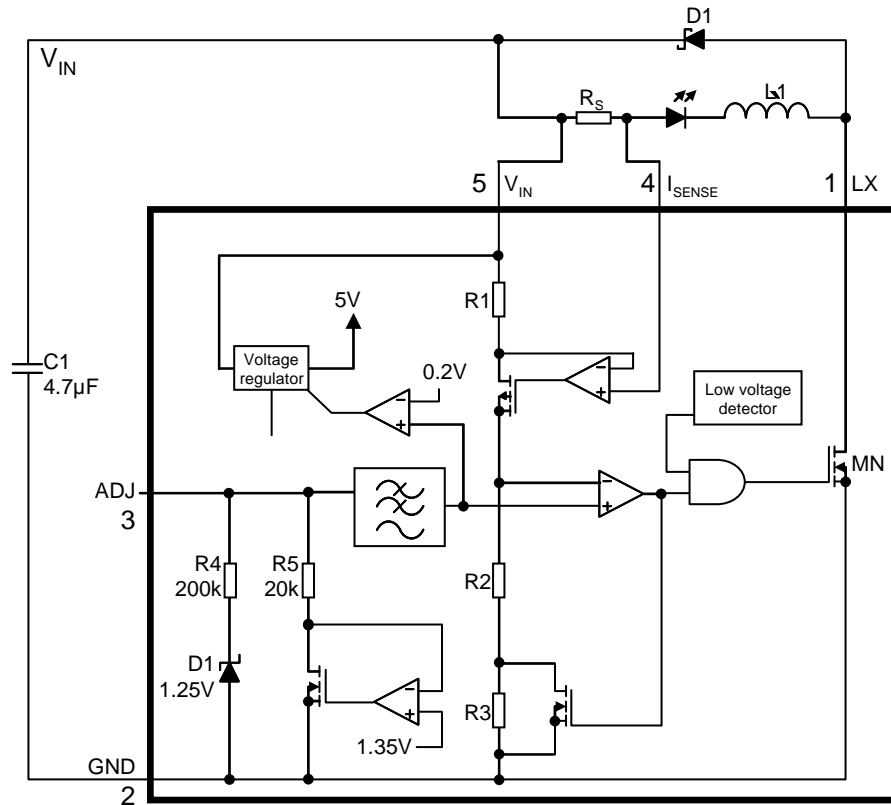 D1
VIN
RS
L1
5
VIN
4
ISENSE
1
LX
R1
5V
Voltage
regulator
0.2V
C1
4.7µF
Low voltage
detector
MN
ADJ
3
R4
200k
R5
20k
R2
D1
1.25V
R3
1.35V
GND
2